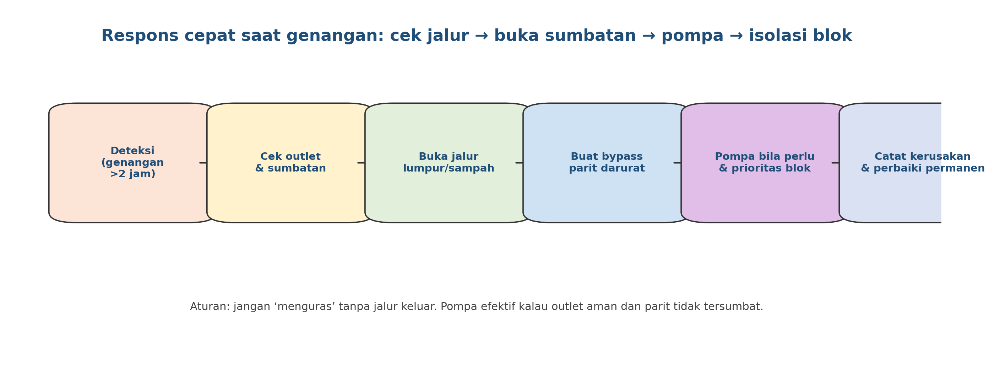 Respons cepat saat genangan: cek jalur → buka sumbatan → pompa → isolasi blok
Deteksi
(genangan
>2 jam)
Cek outlet
& sumbatan
Buka jalur
lumpur/sampah
Buat bypass
parit darurat
Pompa bila perlu
& prioritas blok
Catat kerusakan
& perbaiki permanen
Aturan: jangan ‘menguras’ tanpa jalur keluar. Pompa efektif kalau outlet aman dan parit tidak tersumbat.